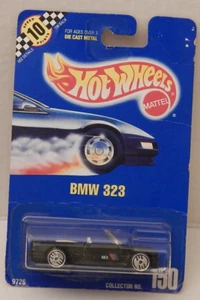 10
FOR AGES OVER 3
DIE CAST METAL
Hot Wheels
MATTEL
BMW 323
9726
COLLECTOR NO.
150